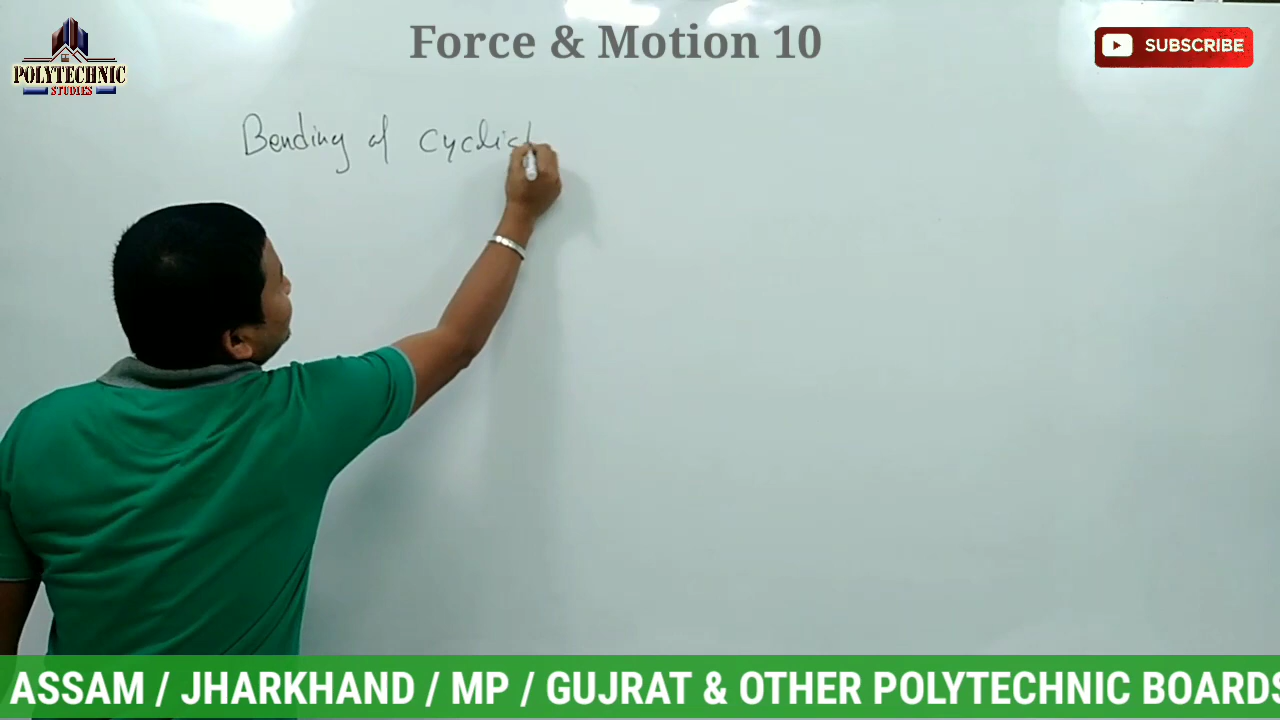 Force & Motion 10
SUBSCRIBE
POLYTECHNIC
STUDIES
Bending of cyclist
ASSAM / JHARKHAND / MP / GUJRAT & OTHER POLYTECHNIC BOARDS